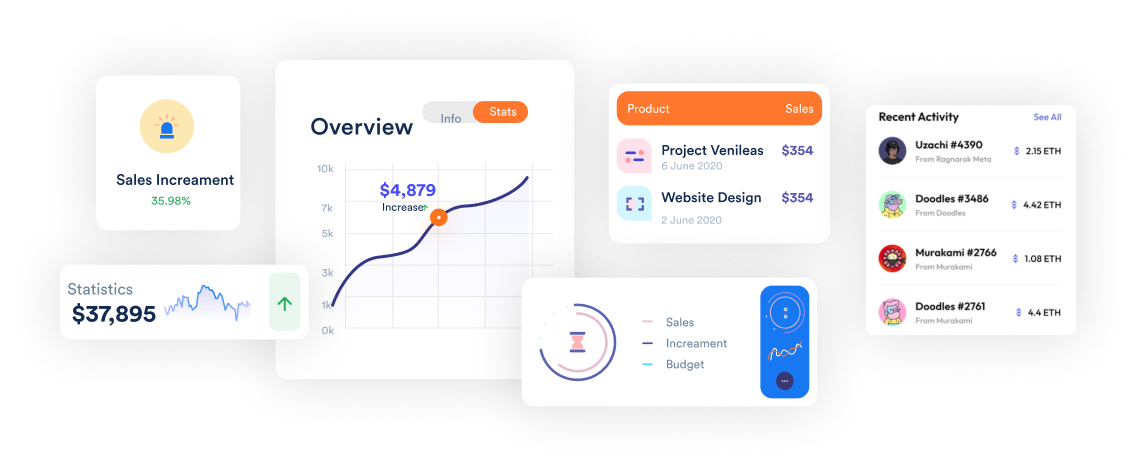 Sales Increament
35.98%
Statistics
$37,895
Overview
Info
Stats
10k
7k
5k
3k
1k
0k
$4,879
Increase
Product
Sales
Project Venileas
$354
6 June 2020
Website Design
$354
2 June 2020
Sales
Increament
Budget
Recent Activity
See All
Uzachi #4390
From Ragnarok Meta
2.15 ETH
Doodles #3486
From Doodles
4.42 ETH
Murakami #2766
From Murakami
1.08 ETH
Doodles #2761
From Murakami
4.4 ETH